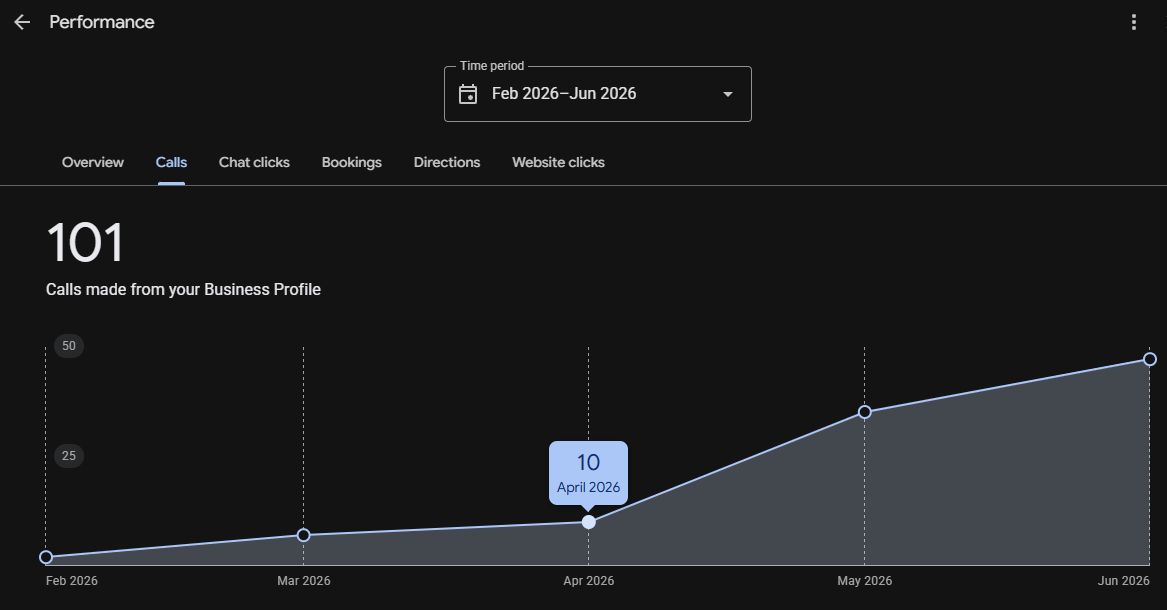 Performance
Time period
Feb 2026–Jun 2026
Overview
Calls
Chat clicks
Bookings
Directions
Website clicks
101
Calls made from your Business Profile
50
25
10
April 2026
Feb 2026
Mar 2026
Apr 2026
May 2026
Jun 2026